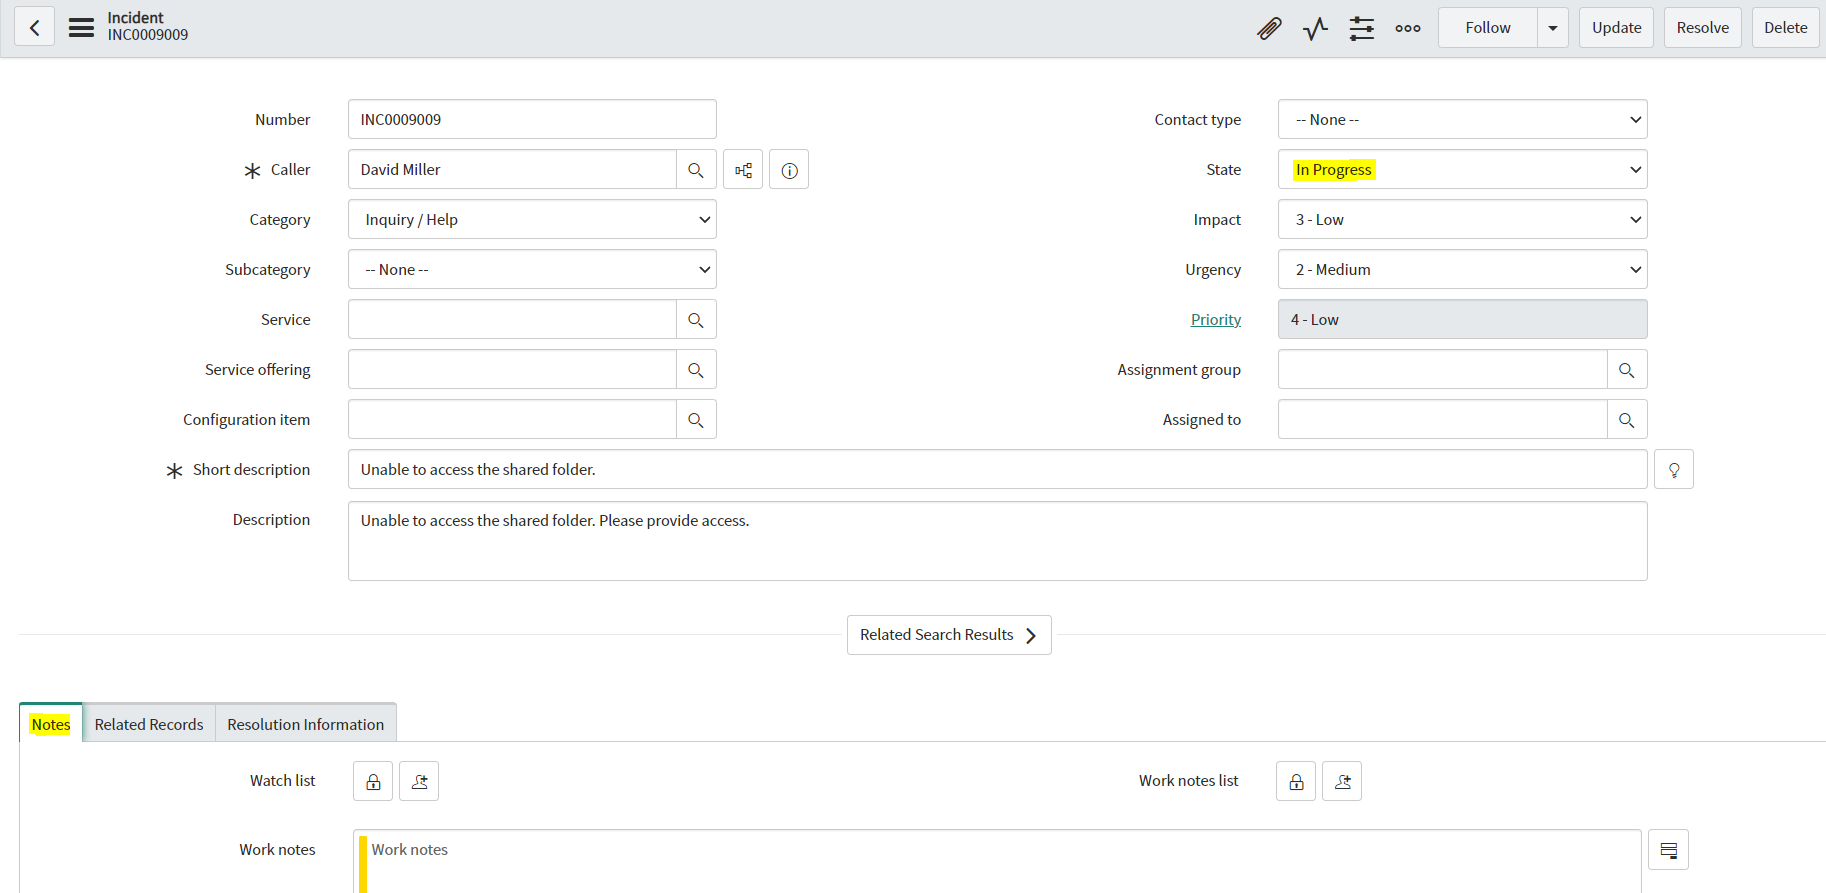 Incident
INC0009009
Follow
Update
Resolve
Delete
Number
INC0009009
Contact type
-- None --
Caller
David Miller
State
In Progress
Category
Inquiry / Help
Impact
3 - Low
Subcategory
-- None --
Urgency
2 - Medium
Service
Priority
4 - Low
Service offering
Assignment group
Configuration item
Assigned to
Short description
Unable to access the shared folder.
Description
Unable to access the shared folder. Please provide access.
Related Search Results
Notes
Related Records
Resolution Information
Watch list
Work notes list
Work notes
Work notes